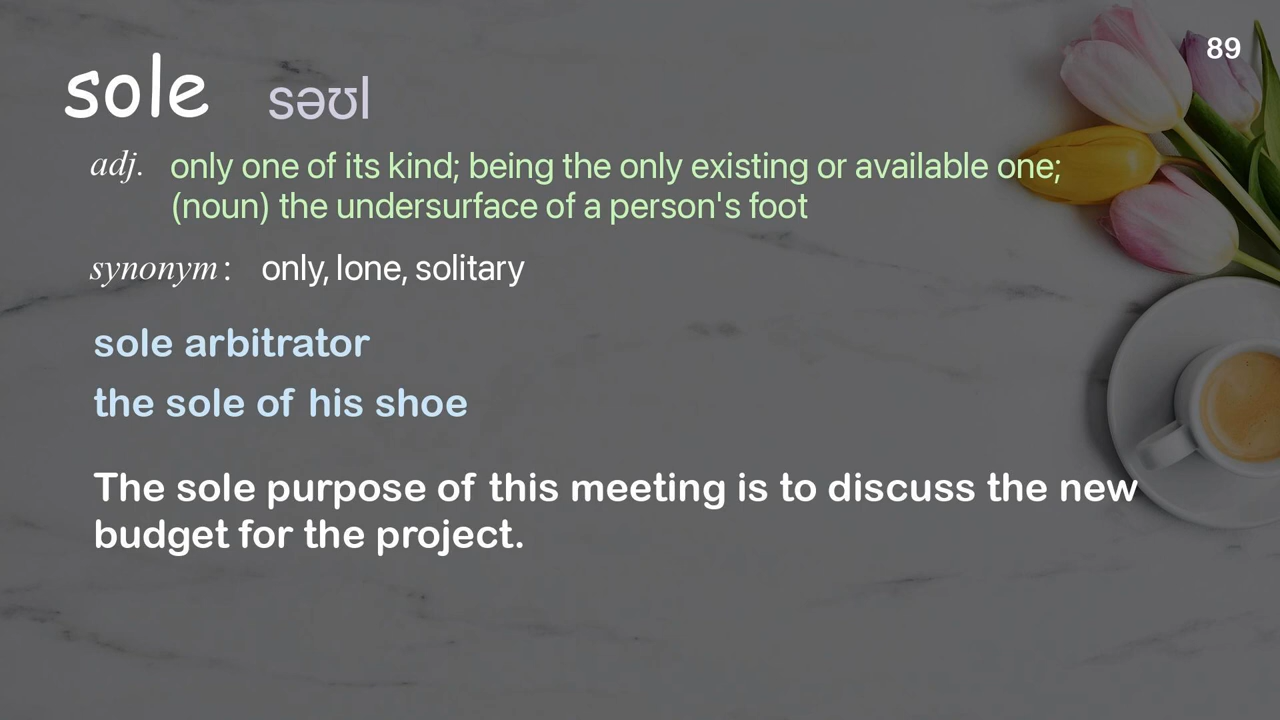 89
sole səʊl
adj. only one of its kind; being the only existing or available one;
(noun) the undersurface of a person's foot
synonym: only, lone, solitary
sole arbitrator
the sole of his shoe
The sole purpose of this meeting is to discuss the new
budget for the project.